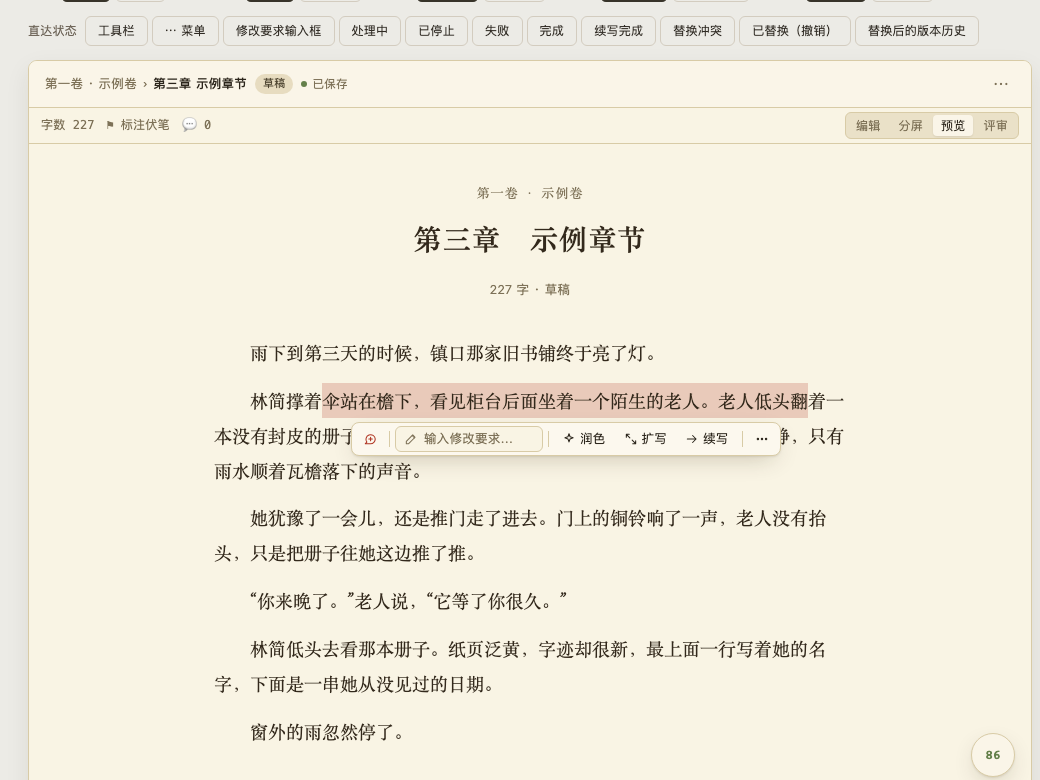 直达状态 工具栏 ··· 菜单 修改要求输入框 处理中 已停止 失败 完成 续写完成 替换冲突 已替换（撤销） 替换后的版本历史
第一卷 · 示例卷 › 第三章 示例章节 草稿 已保存 ···
字数 227 标注伏笔 0 编辑 分屏 预览 评审
第一卷 · 示例卷
第三章　示例章节
227 字 · 草稿
雨下到第三天的时候，镇口那家旧书铺终于亮了灯。
林简撑着伞站在檐下，看见柜台后面坐着一个陌生的老人。老人低头翻着一
本没有封皮的册子
，只有
输入修改要求… 润色 扩写 续写 ···
雨水顺着瓦檐落下的声音。
她犹豫了一会儿，还是推门走了进去。门上的铜铃响了一声，老人没有抬
头，只是把册子往她这边推了推。
“你来晚了。”老人说，“它等了你很久。”
林简低头去看那本册子。纸页泛黄，字迹却很新，最上面一行写着她的名
字，下面是一串她从没见过的日期。
窗外的雨忽然停了。
86